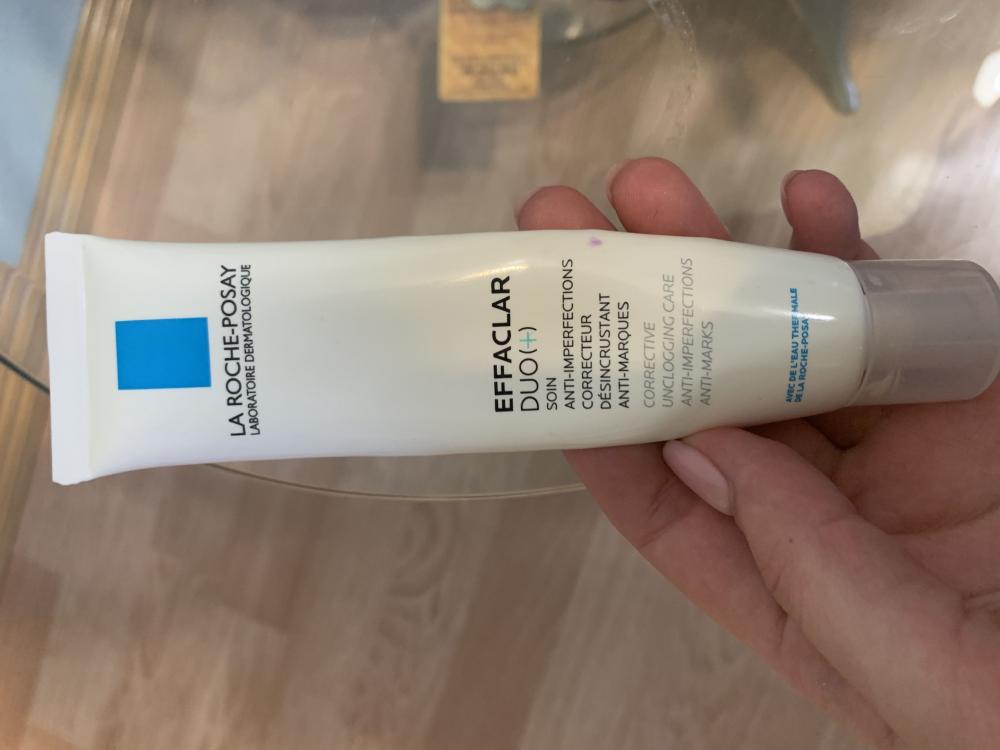 LA ROCHE-POSAY
LABORATOIRE DERMATOLOGIQUE
EFFACLAR
DUO(+)
SOIN
ANTI-IMPERFECTIONS
CORRECTEUR
DÉSINCRUSTANT
ANTI-MARQUES
CORRECTIVE
UNCLOGGING CARE
ANTI-IMPERFECTIONS
ANTI-MARKS
AVEC DE L'EAU THERMALE
DE LA ROCHE-POSAY